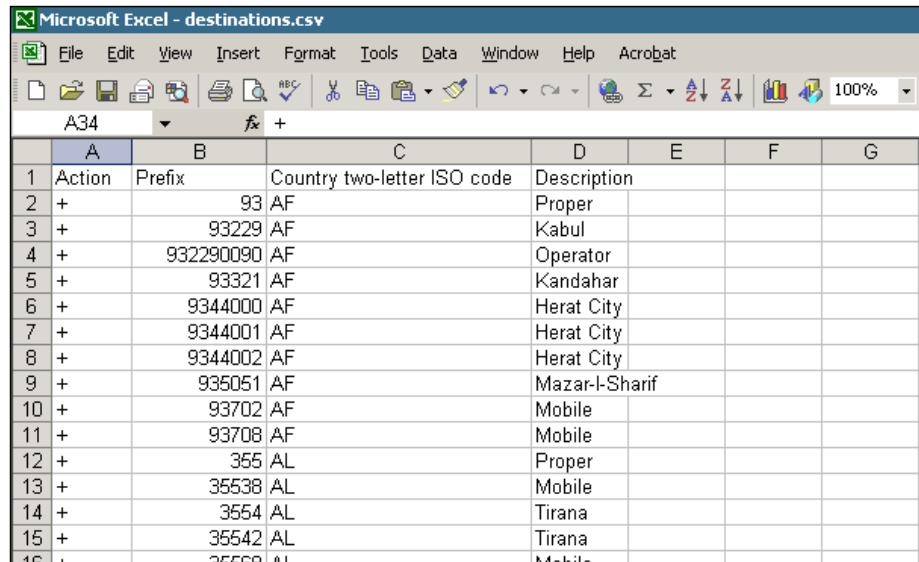 Microsoft Excel - destinations.csv
File Edit View Insert Format Tools Data Window Help Acrobat
ABC Σ A Z Z A 100%
A34 fx +
A B C D E F G
1 Action Prefix Country two-letter ISO code Description
2 + 93 AF Proper
3 + 93229 AF Kabul
4 + 932290090 AF Operator
5 + 93321 AF Kandahar
6 + 9344000 AF Herat City
7 + 9344001 AF Herat City
8 + 9344002 AF Herat City
9 + 935051 AF Mazar-I-Sharif
10 + 93702 AF Mobile
11 + 93708 AF Mobile
12 + 355 AL Proper
13 + 35538 AL Mobile
14 + 3554 AL Tirana
15 + 35542 AL Tirana